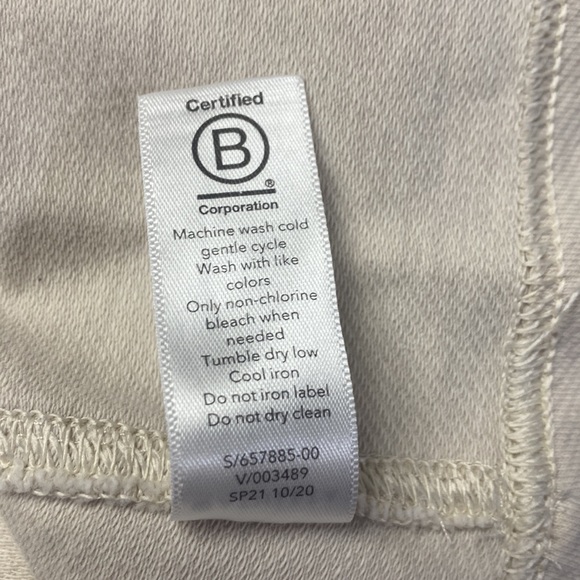 Certified
B
®
Corporation
Machine wash cold
gentle cycle
Wash with like
colors
Only non-chlorine
bleach when
needed
Tumble dry low
Cool iron
Do not iron label
Do not dry clean
S/657885-00
V/003489
SP21 10/20